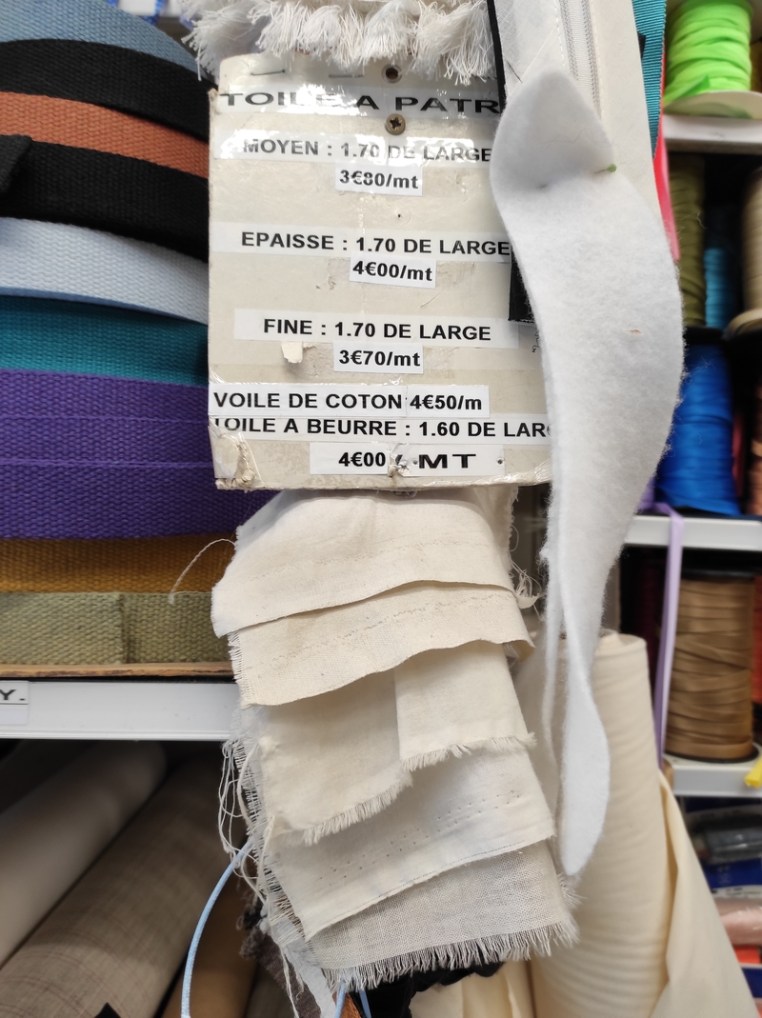 TOILE A PATR
MOYEN : 1.70 DE LARGE
3€80/mt
EPAISSE : 1.70 DE LARGE
4€00/mt
FINE : 1.70 DE LARGE
3€70/mt
VOILE DE COTON 4€50/m
TOILE A BEURRE : 1.60 DE LARG
4€00 / MT
Y.